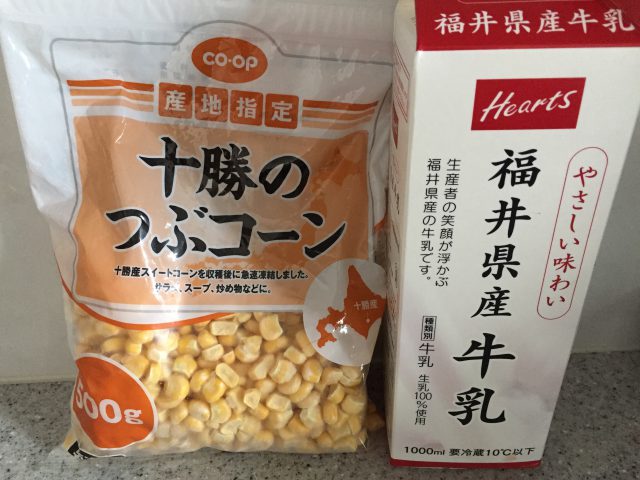 CO・OP
産地指定
十勝の
つぶコーン
十勝産スイートコーンを収穫後に急速凍結しました。
サラダ、スープ、炒め物などに。
十勝産
500g
福井県産牛乳
Hearts
やさしい味わい
福井県産牛乳
生産者の笑顔が浮かぶ
福井県産の牛乳です。
種類別 牛乳 生乳100%使用
1000ml 要冷蔵10℃以下